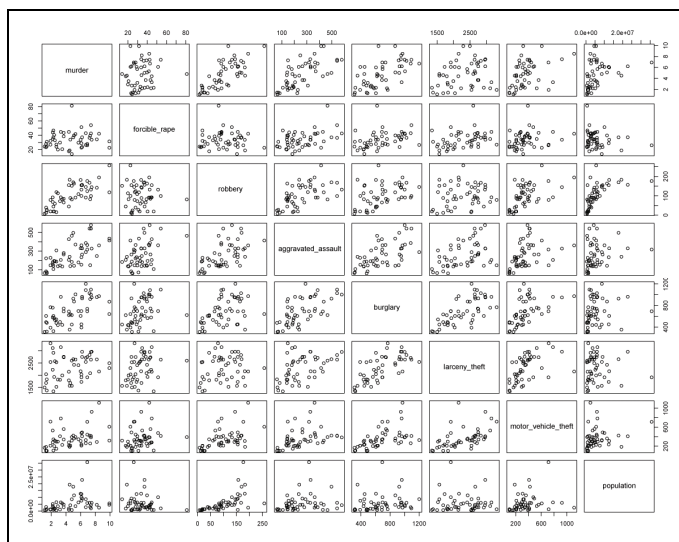 20 40 60 80 100 300 500 1500 2500 0.0e+00 2.0e+07
murder
2 4 6 8 10
20 40 60 80
forcible_rape
robbery
0 100 200
100 300 500
aggravated_assault
burglary
400 800 1200
1500 2500
larceny_theft
motor_vehicle_theft
200 600 1000
0.0e+00 2.5e+07
population
2 4 6 8 10 0 50 100 150 200 250 400 600 800 1000 1200 200 600 1000